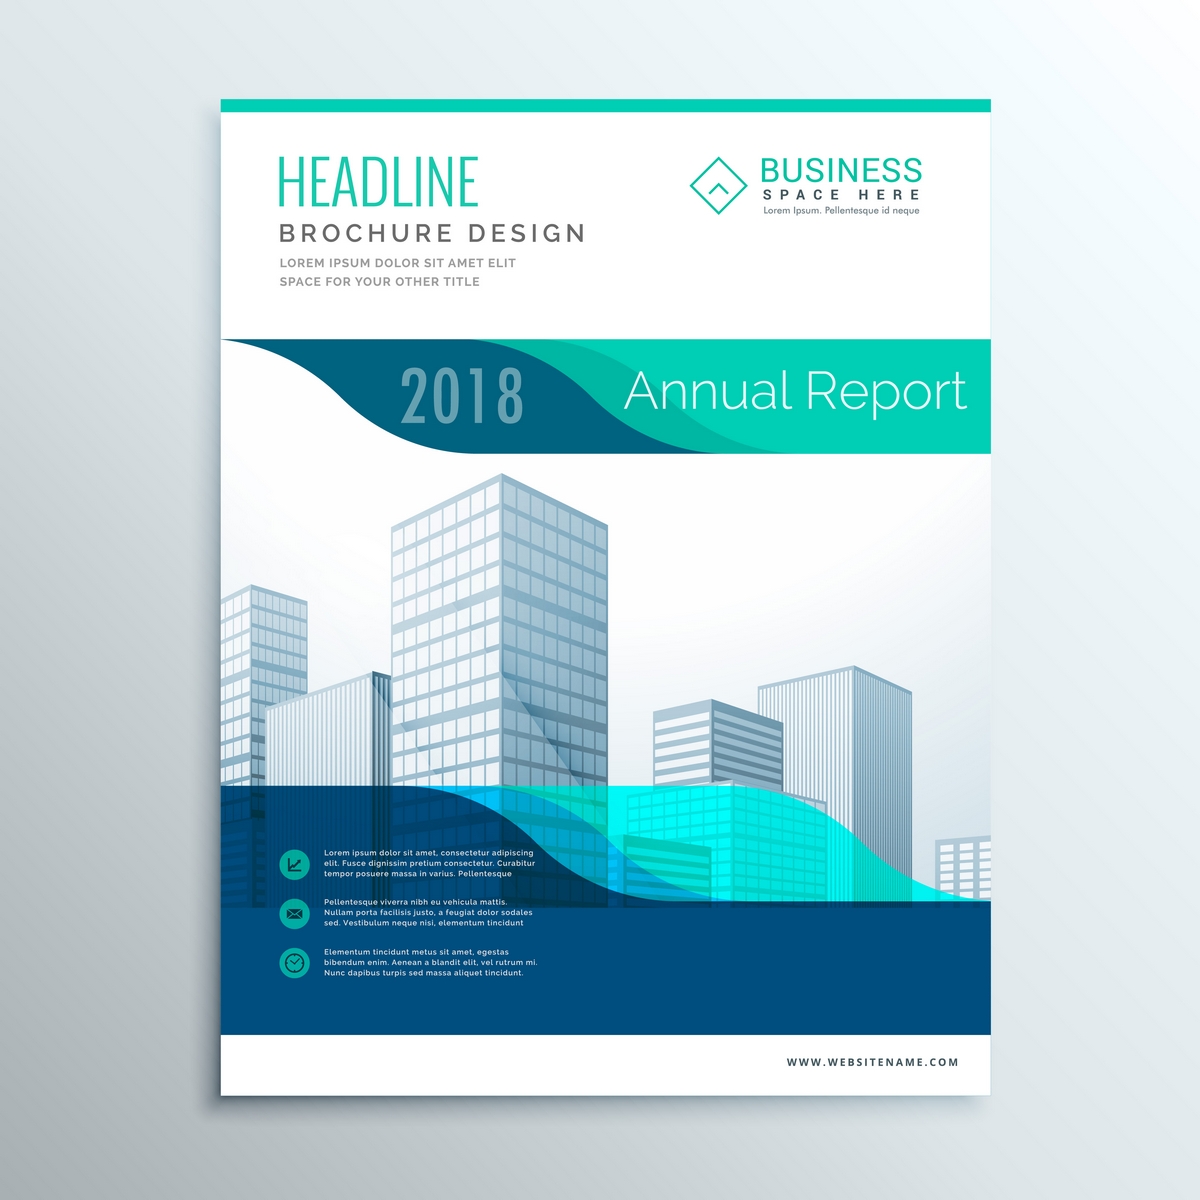 HEADLINE
BROCHURE DESIGN
LOREM IPSUM DOLOR SIT AMET ELIT
SPACE FOR YOUR OTHER TITLE
BUSINESS
SPACE HERE
Lorem Ipsum. Pellentesque id neque
2018
Annual Report
Lorem ipsum dolor sit amet, consectetur adipiscing
elit. Fusce dignissim pretium consectetur. Curabitur
tempor posuere massa in varius. Pellentesque
Pellentesque viverra nibh eu vehicula mattis.
Nullam porta facilisis justo, a feugiat dolor sodales
sed. Vestibulum neque nisi, elementum tincidunt
Elementum tincidunt metus sit amet, egestas
bibendum enim. Aenean a blandit elit, vel rutrum mi.
Nunc dapibus turpis sed massa aliquet tincidunt.
WWW.WEBSITENAME.COM